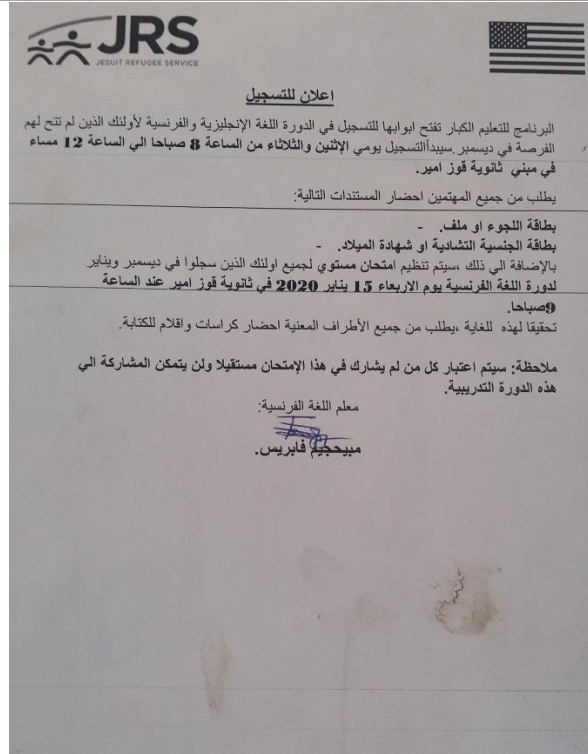 JRS
JESUIT REFUGEE SERVICE
اعلان للتسجيل
البرنامج للتعليم الكبار تفتح ابوابها للتسجيل في الدورة اللغة الإنجليزية والفرنسية لأولئك الذين لم تتح لهم
الفرصة في ديسمبر.سيبدأالتسجيل يومي الإثنين والثلاثاء من الساعة 8 صباحا الي الساعة 12 مساء
في مبني ثانوية قوز امير.
يطلب من جميع المهتمين احضار المستندات التالية:
بطاقة اللجوء او ملف. -
بطاقة الجنسية التشادية او شهادة الميلاد. -
بالإضافة الي ذلك ،سيتم تنظيم امتحان مستوي لجميع اولئك الذين سجلوا في ديسمبر ويناير
لدورة اللغة الفرنسية يوم الاربعاء 15 يناير 2020 في ثانوية قوز امير عند الساعة
9صباحا.
تحقيقا لهذه للغاية ،يطلب من جميع الأطراف المعنية احضار كراسات واقلام للكتابة.
ملاحظة: سيتم اعتبار كل من لم يشارك في هذا الإمتحان مستقيلا ولن يتمكن المشاركة الي
هذه الدورة التدريبية.
معلم اللغة الفرنسية:
مبيحجيم فابريس.